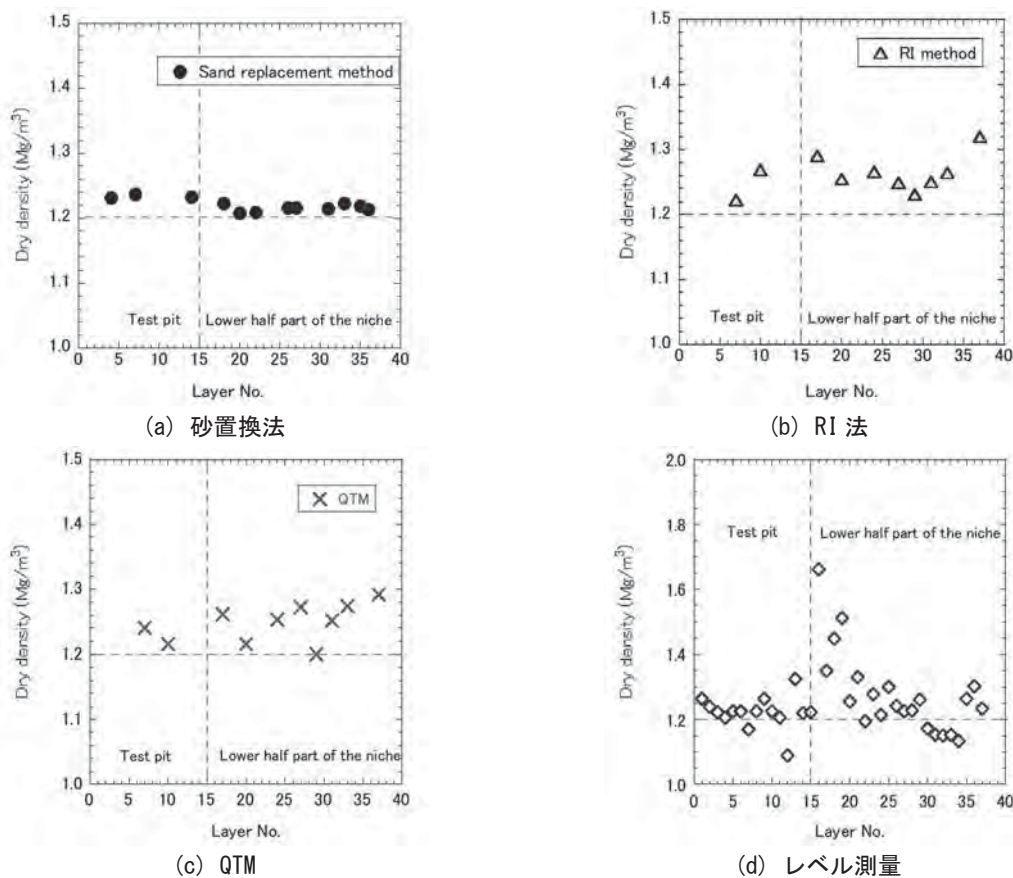 1.5
1.4
1.3
1.2
1.1
1.0
Dry density (Mg/m³)
Sand replacement method
Test pit
Lower half part of the niche
0 5 10 15 20 25 30 35 40
Layer No.
(a) 砂置換法
1.5
1.4
1.3
1.2
1.1
1.0
Dry density (Mg/m³)
RI method
Test pit
Lower half part of the niche
0 5 10 15 20 25 30 35 40
Layer No.
(b) RI 法
1.5
1.4
1.3
1.2
1.1
1.0
Dry density (Mg/m³)
QTM
Test pit
Lower half part of the niche
0 5 10 15 20 25 30 35 40
Layer No.
(c) QTM
2.0
1.8
1.6
1.4
1.2
1.0
Dry density (Mg/m³)
Test pit
Lower half part of the niche
0 5 10 15 20 25 30 35 40
Layer No.
(d) レベル測量